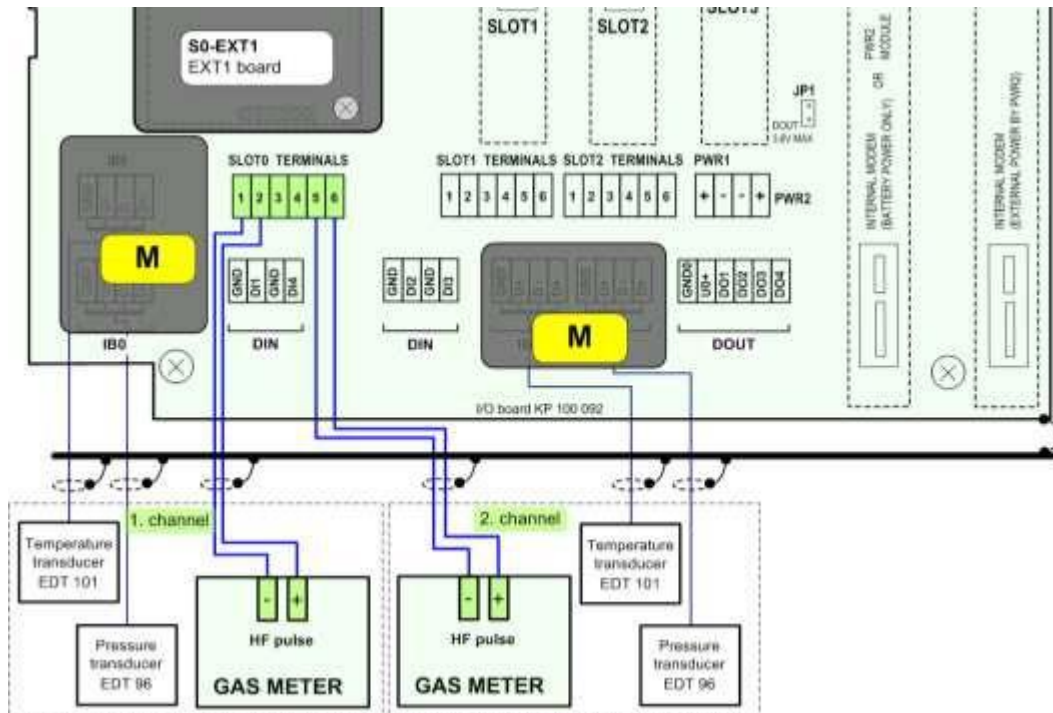 SLOT1
SLOT2
SLOT3
S0-EXT1
EXT1 board
JP1
DOUT
3.6V MAX
INTERNAL MODEM
(BATTERY POWER ONLY)
OR
PWR2
MODULE
INTERNAL MODEM
(EXTERNAL POWER BY PWR2)
SLOT0 TERMINALS
1 2 3 4 5 6
SLOT1 TERMINALS
1 2 3 4 5 6
SLOT2 TERMINALS
1 2 3 4 5 6
PWR1
+ - - +
PWR2
M
IB0
GND DI1 GND DI4
DIN
GND DI2 GND DI3
DIN
M
GND0 U0+ DO1 DO2 DO3 DO4
DOUT
I/O board KP 100 092
1. channel
2. channel
Temperature
transducer
EDT 101
Pressure
transducer
EDT 96
- +
HF pulse
GAS METER
- +
HF pulse
GAS METER
Temperature
transducer
EDT 101
Pressure
transducer
EDT 96